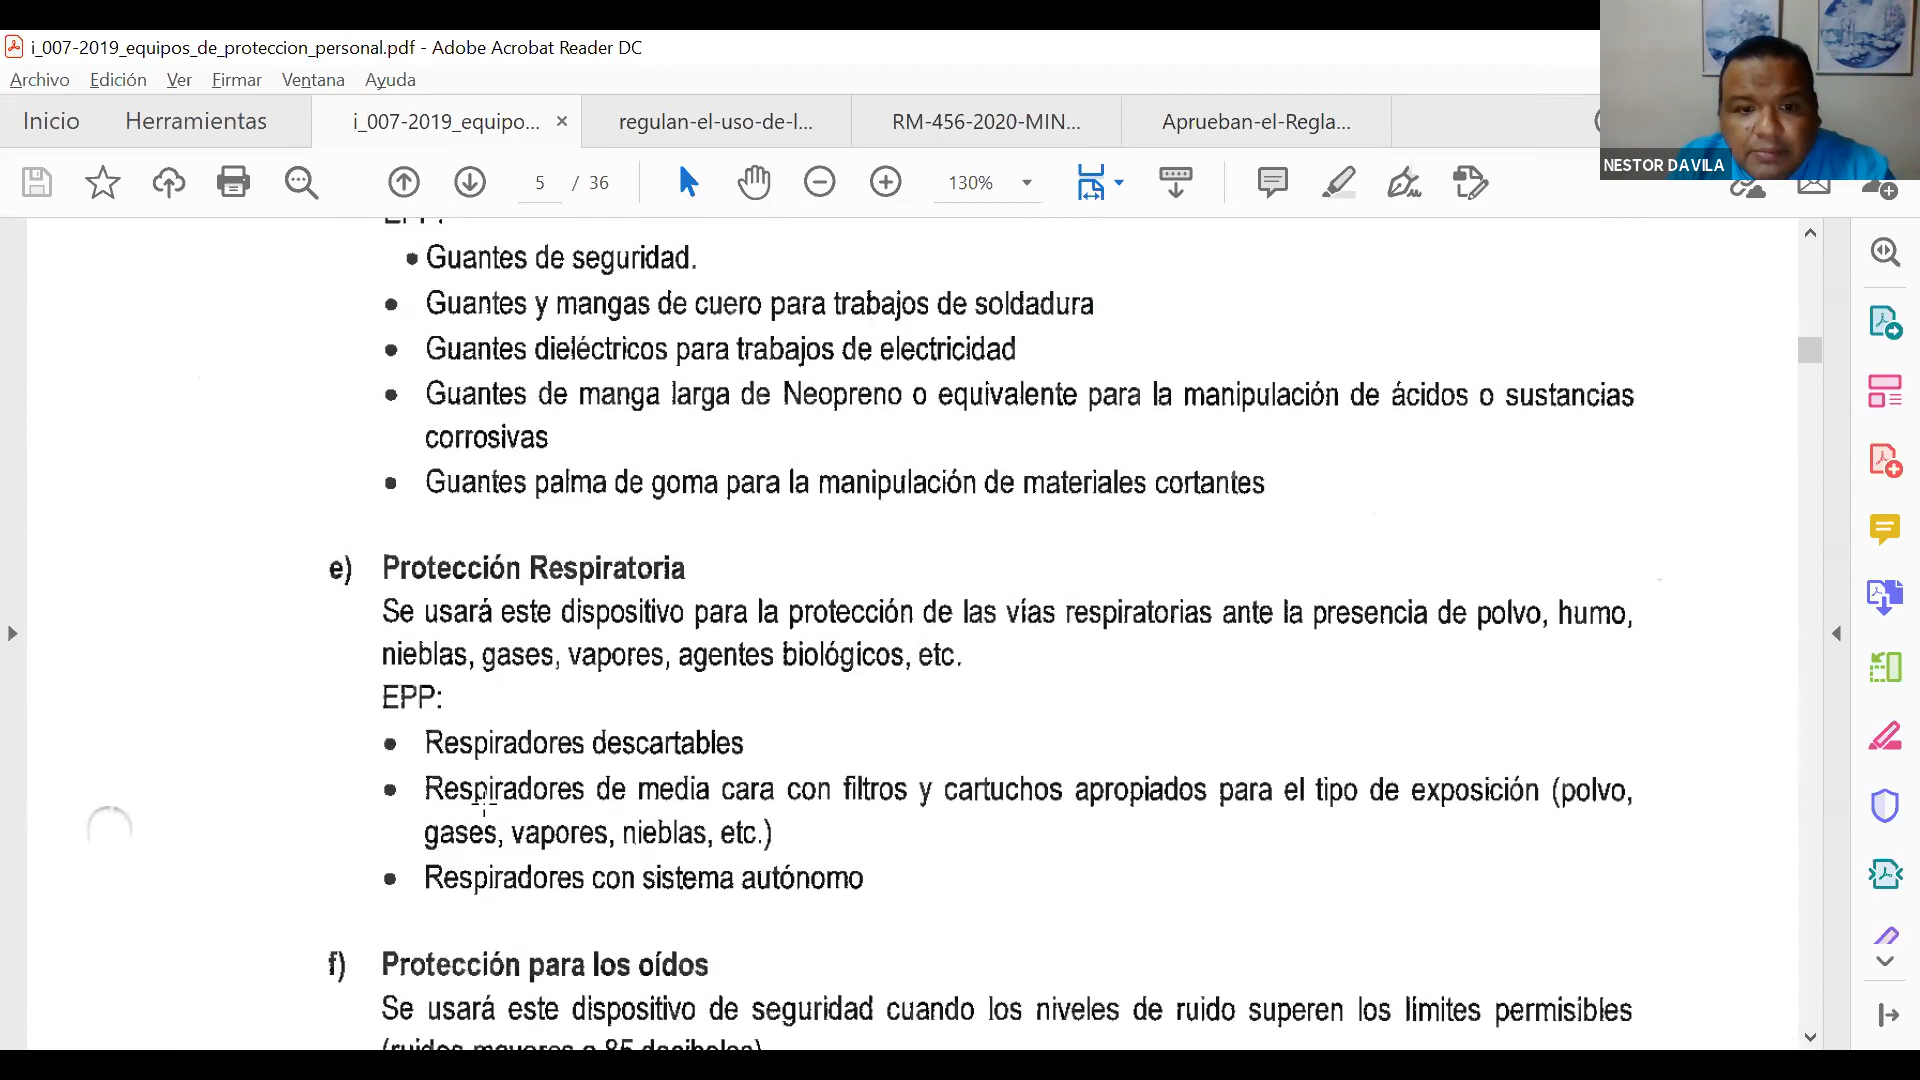 i_007-2019_equipos_de_proteccion_personal.pdf - Adobe Acrobat Reader DC
Archivo Edición Ver Firmar Ventana Ayuda
Inicio Herramientas i_007-2019_equipo... × regulan-el-uso-de-l... RM-456-2020-MIN... Aprueban-el-Regla...
5 / 36 130%
NESTOR DAVILA
EPP:
• Guantes de seguridad.
• Guantes y mangas de cuero para trabajos de soldadura
• Guantes dieléctricos para trabajos de electricidad
• Guantes de manga larga de Neopreno o equivalente para la manipulación de ácidos o sustancias
corrosivas
• Guantes palma de goma para la manipulación de materiales cortantes
e) Protección Respiratoria
Se usará este dispositivo para la protección de las vías respiratorias ante la presencia de polvo, humo,
nieblas, gases, vapores, agentes biológicos, etc.
EPP:
• Respiradores descartables
• Respiradores de media cara con filtros y cartuchos apropiados para el tipo de exposición (polvo,
gases, vapores, nieblas, etc.)
• Respiradores con sistema autónomo
f) Protección para los oídos
Se usará este dispositivo de seguridad cuando los niveles de ruido superen los límites permisibles
(ruidos mayores a 85 decibeles)